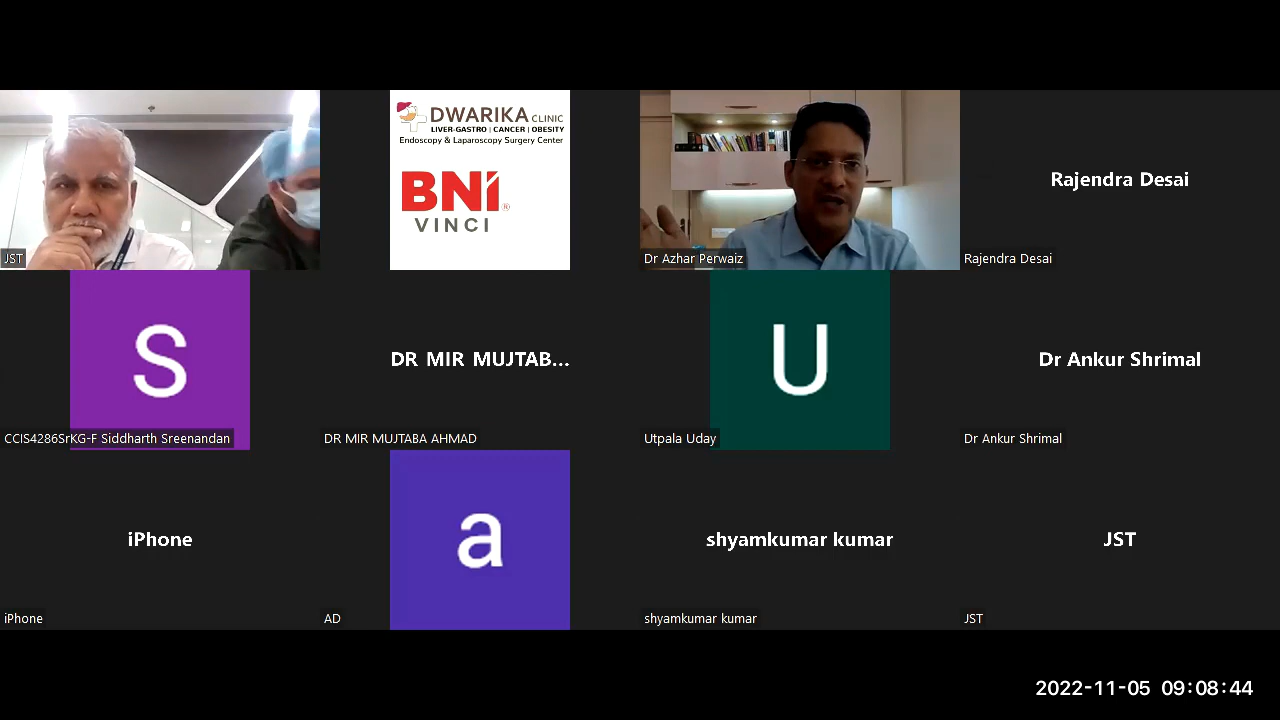 JST
DWARIKA CLINIC
LIVER-GASTRO | CANCER | OBESITY
Endoscopy & Laparoscopy Surgery Center
BNI®
VINCI
Dr Azhar Perwaiz
Rajendra Desai
Rajendra Desai
S
CCIS4286SrKG-F Siddharth Sreenandan
DR MIR MUJTAB...
DR MIR MUJTABA AHMAD
U
Utpala Uday
Dr Ankur Shrimal
Dr Ankur Shrimal
iPhone
iPhone
a
AD
shyamkumar kumar
shyamkumar kumar
JST
JST
2022-11-05 09:08:44